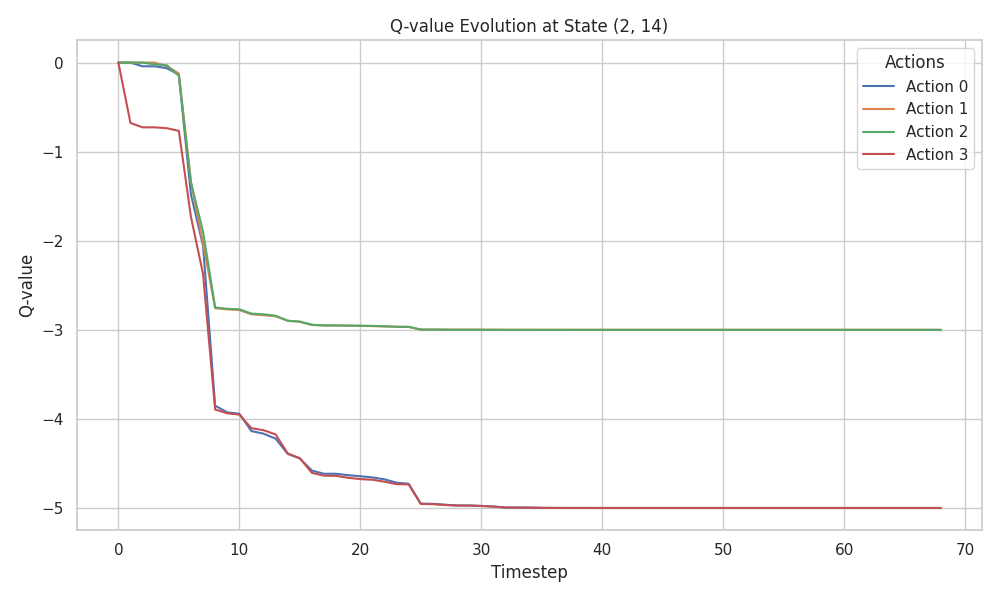 Q-value Evolution at State (2, 14)
Actions
Action 0
Action 1
Action 2
Action 3
Q-value
0
−1
−2
−3
−4
−5
0 10 20 30 40 50 60 70
Timestep